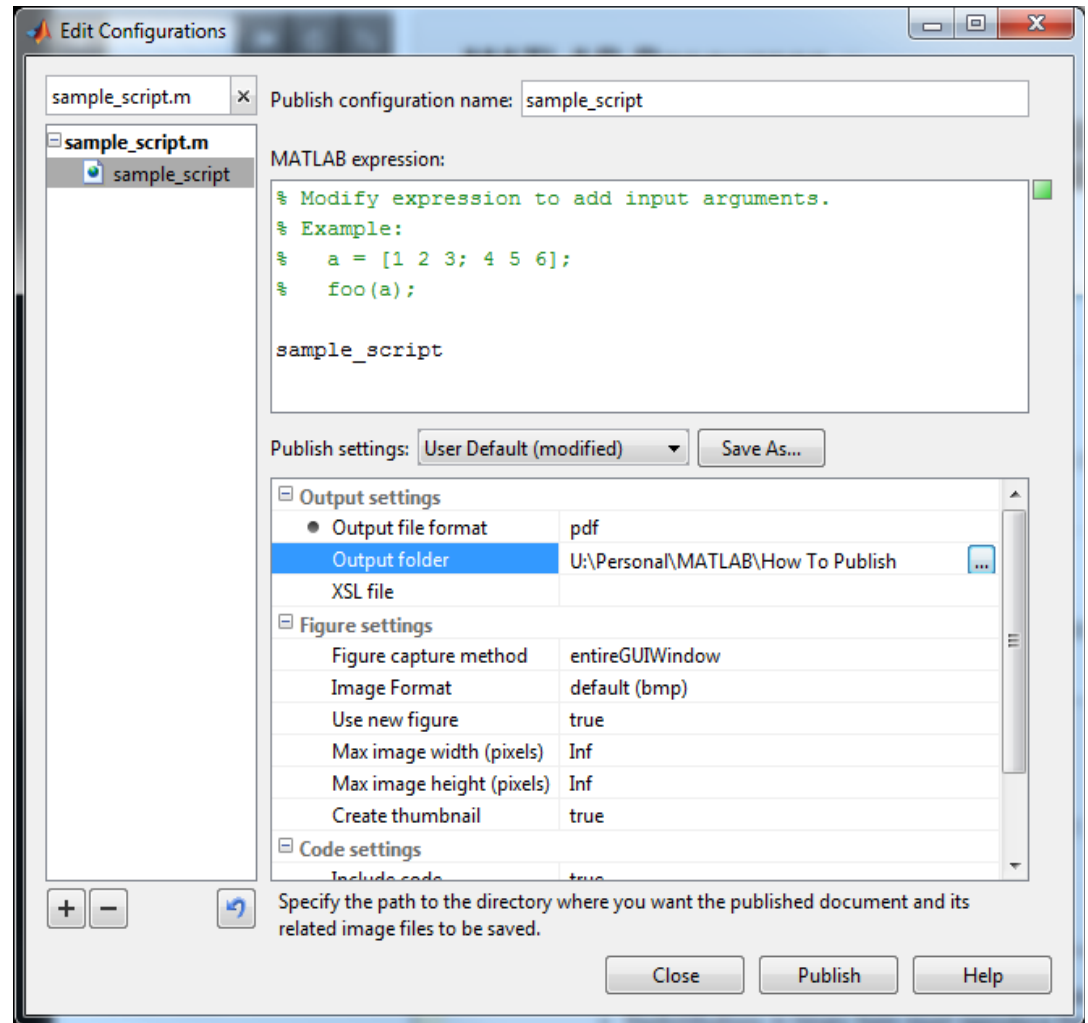 Edit Configurations
sample_script.m
Publish configuration name: sample_script
sample_script.m
sample_script
MATLAB expression:
% Modify expression to add input arguments.
% Example:
%   a = [1 2 3; 4 5 6];
%   foo(a);
sample_script
Publish settings: User Default (modified) Save As...
Output settings
Output file format pdf
Output folder U:\Personal\MATLAB\How To Publish ...
XSL file
Figure settings
Figure capture method entireGUIWindow
Image Format default (bmp)
Use new figure true
Max image width (pixels) Inf
Max image height (pixels) Inf
Create thumbnail true
Code settings
Include code true
Specify the path to the directory where you want the published document and its
related image files to be saved.
Close Publish Help